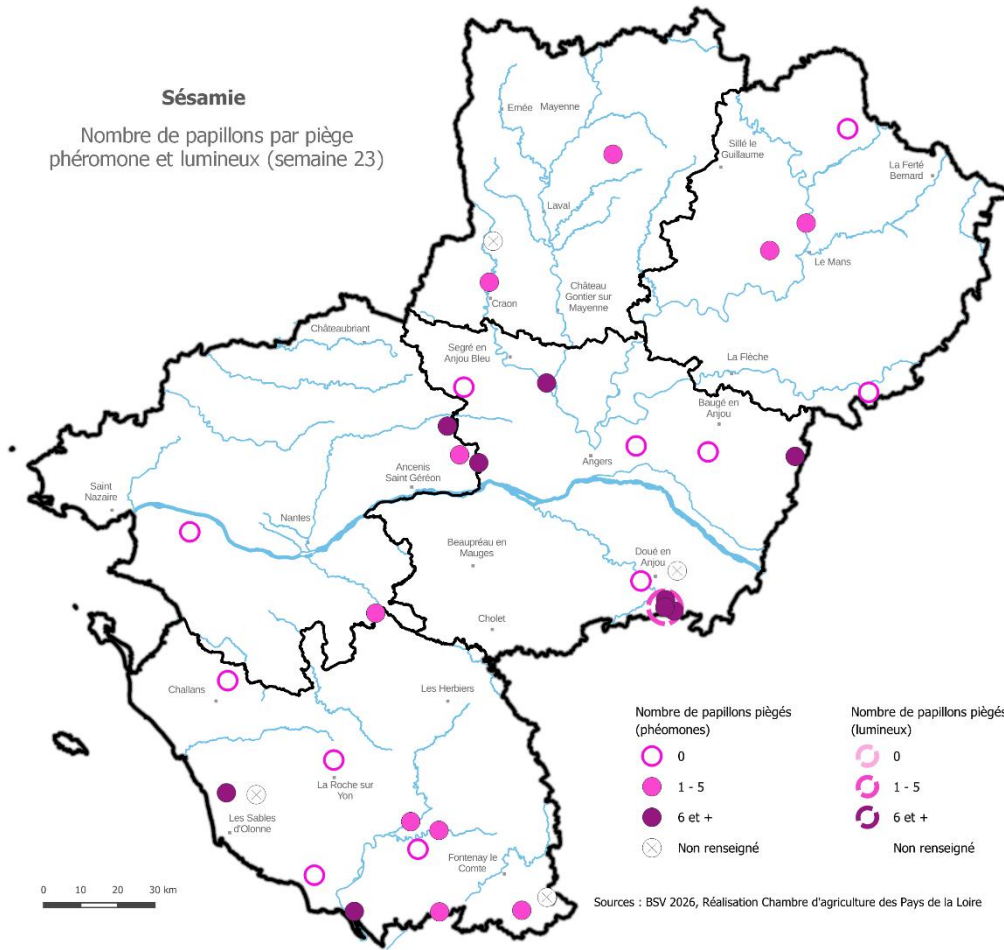 Sésamie
Nombre de papillons par piège
phéromone et lumineux (semaine 23)
Ernée
Mayenne
Sillé le
Guillaume
La Ferté
Bernard
Laval
Le Mans
Craon
Château
Gontier sur
Mayenne
Châteaubriant
Segré en
Anjou Bleu
La Flèche
Baugé en
Anjou
Angers
Ancenis
Saint Géréon
Saint
Nazaire
Nantes
Beaupréau en
Mauges
Doué en
Anjou
Cholet
Challans
Les Herbiers
La Roche sur
Yon
Les Sables
d'Olonne
Fontenay le
Comte
Nombre de papillons piégés
(phéomones)
0
1 - 5
6 et +
Non renseigné
Nombre de papillons piégés
(lumineux)
0
1 - 5
6 et +
Non renseigné
0 10 20 30 km
Sources : BSV 2026, Réalisation Chambre d'agriculture des Pays de la Loire